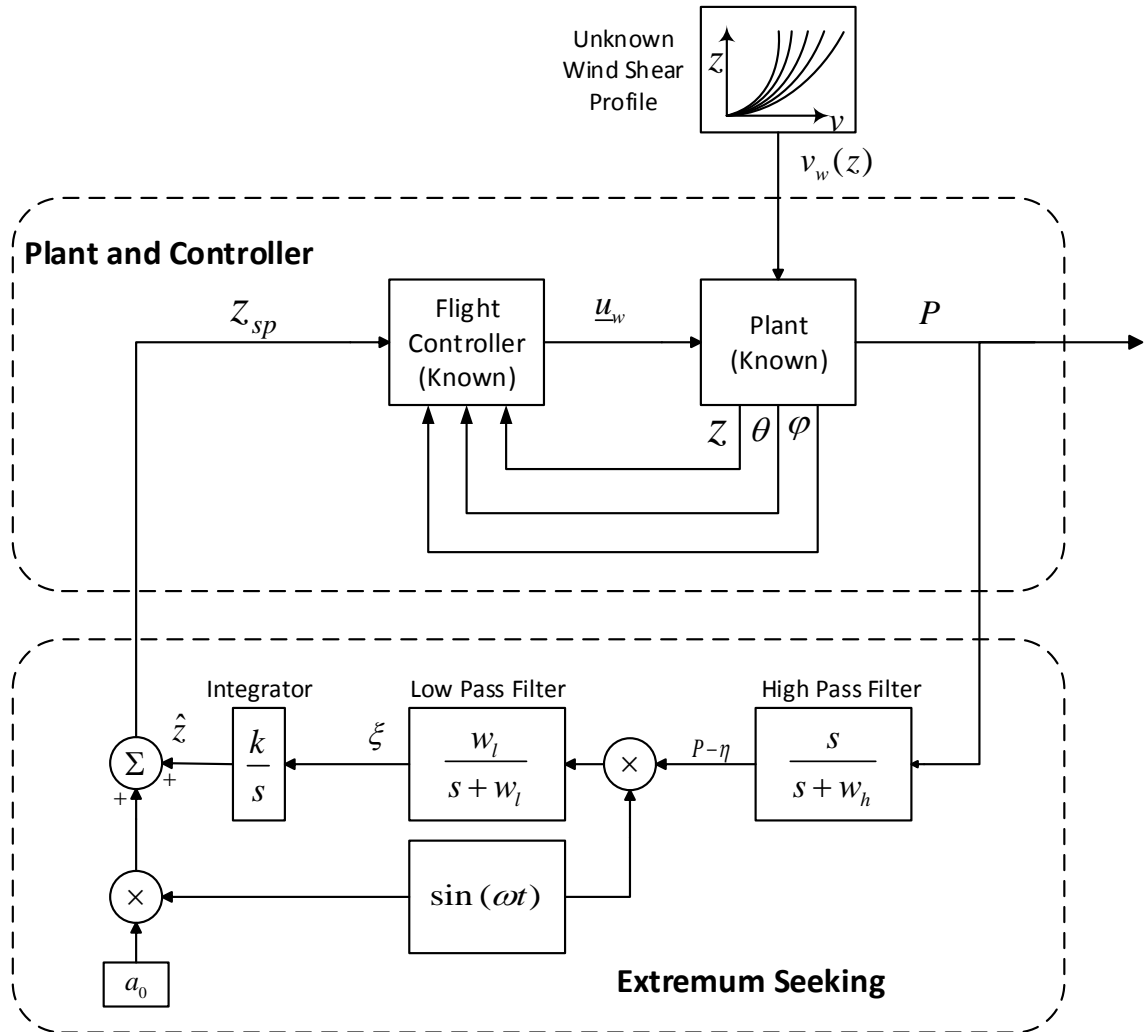 Unknown
Wind Shear
Profile
z
v
v_w(z)
Plant and Controller
z_sp
Flight
Controller
(Known)
u_w
Plant
(Known)
P
z θ φ
Integrator
Low Pass Filter
High Pass Filter
ẑ
k
s
ξ
w_l
s + w_l
×
P−η
s
s + w_h
Σ
+
+
×
sin (ωt)
a_0
Extremum Seeking